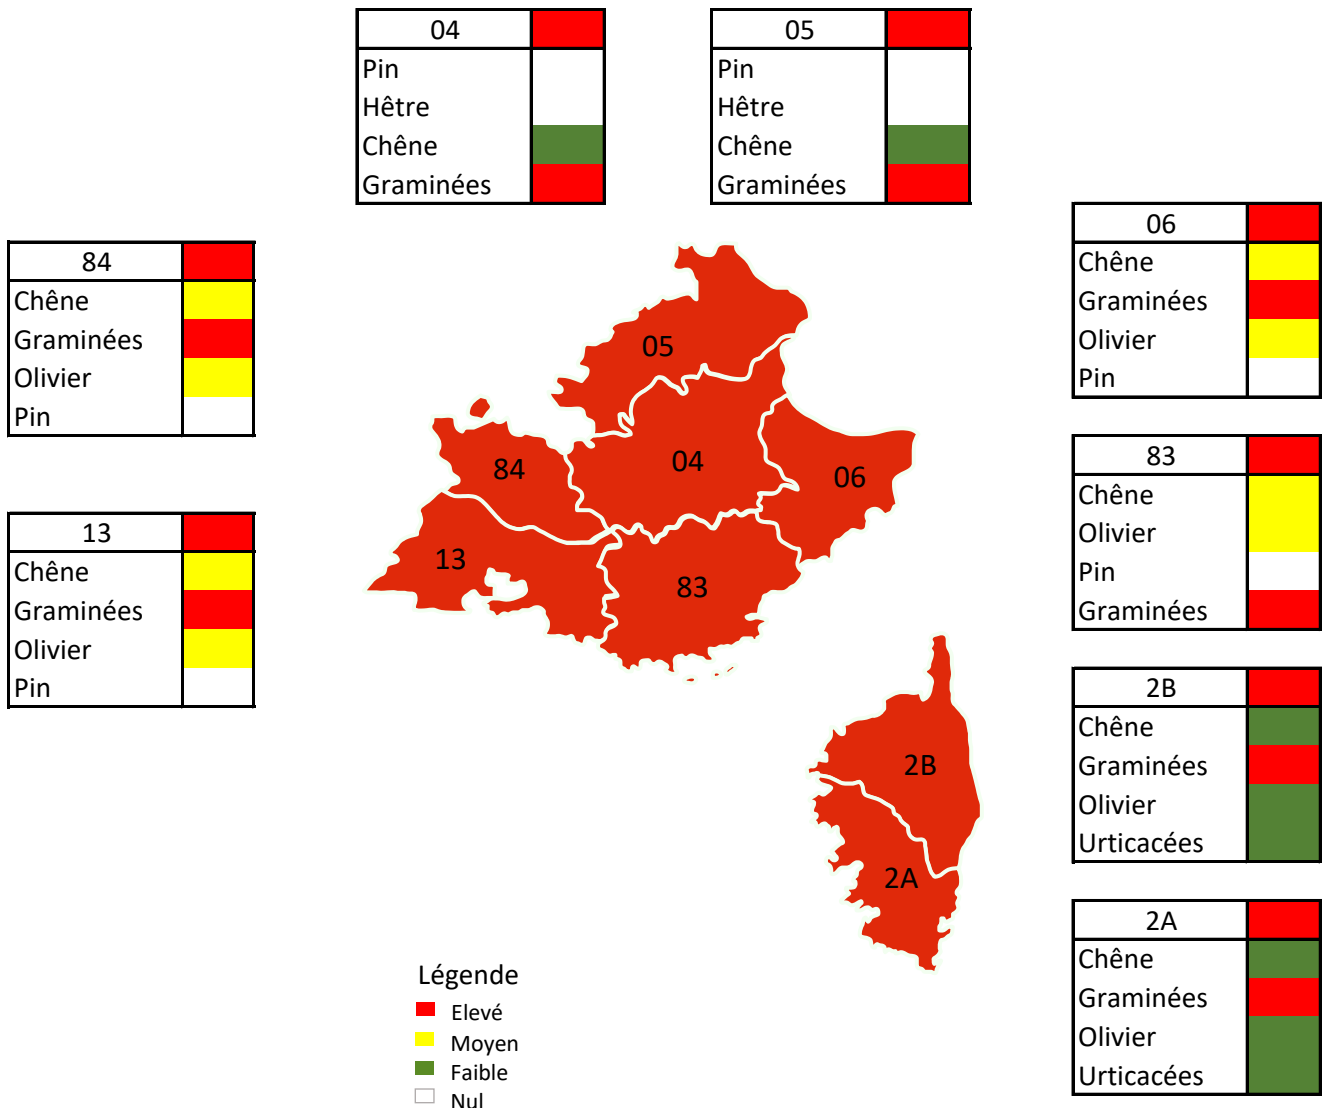 04
Pin
Hêtre
Chêne
Graminées
05
Pin
Hêtre
Chêne
Graminées
84
Chêne
Graminées
Olivier
Pin
13
Chêne
Graminées
Olivier
Pin
05
04
84
06
13
83
2B
2A
06
Chêne
Graminées
Olivier
Pin
83
Chêne
Olivier
Pin
Graminées
2B
Chêne
Graminées
Olivier
Urticacées
2A
Chêne
Graminées
Olivier
Urticacées
Légende
Elevé
Moyen
Faible
Nul